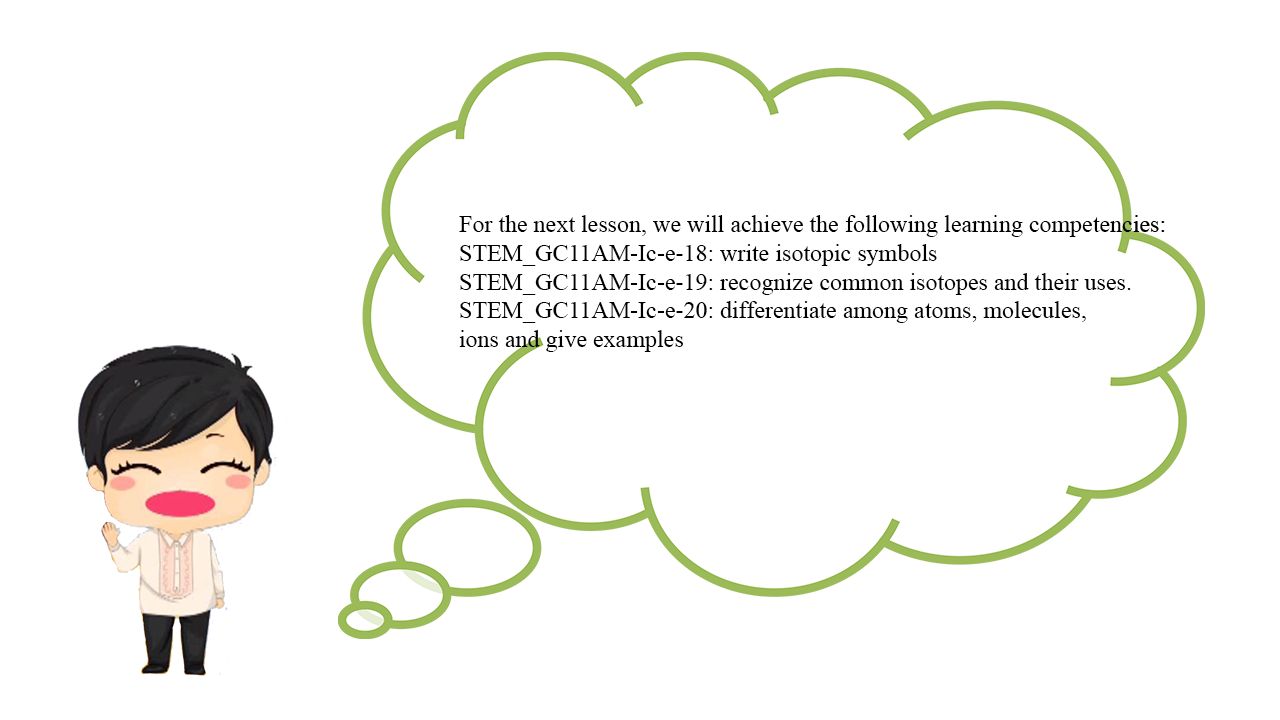 For the next lesson, we will achieve the following learning competencies:
STEM_GC11AM-Ic-e-18: write isotopic symbols
STEM_GC11AM-Ic-e-19: recognize common isotopes and their uses.
STEM_GC11AM-Ic-e-20: differentiate among atoms, molecules,
ions and give examples